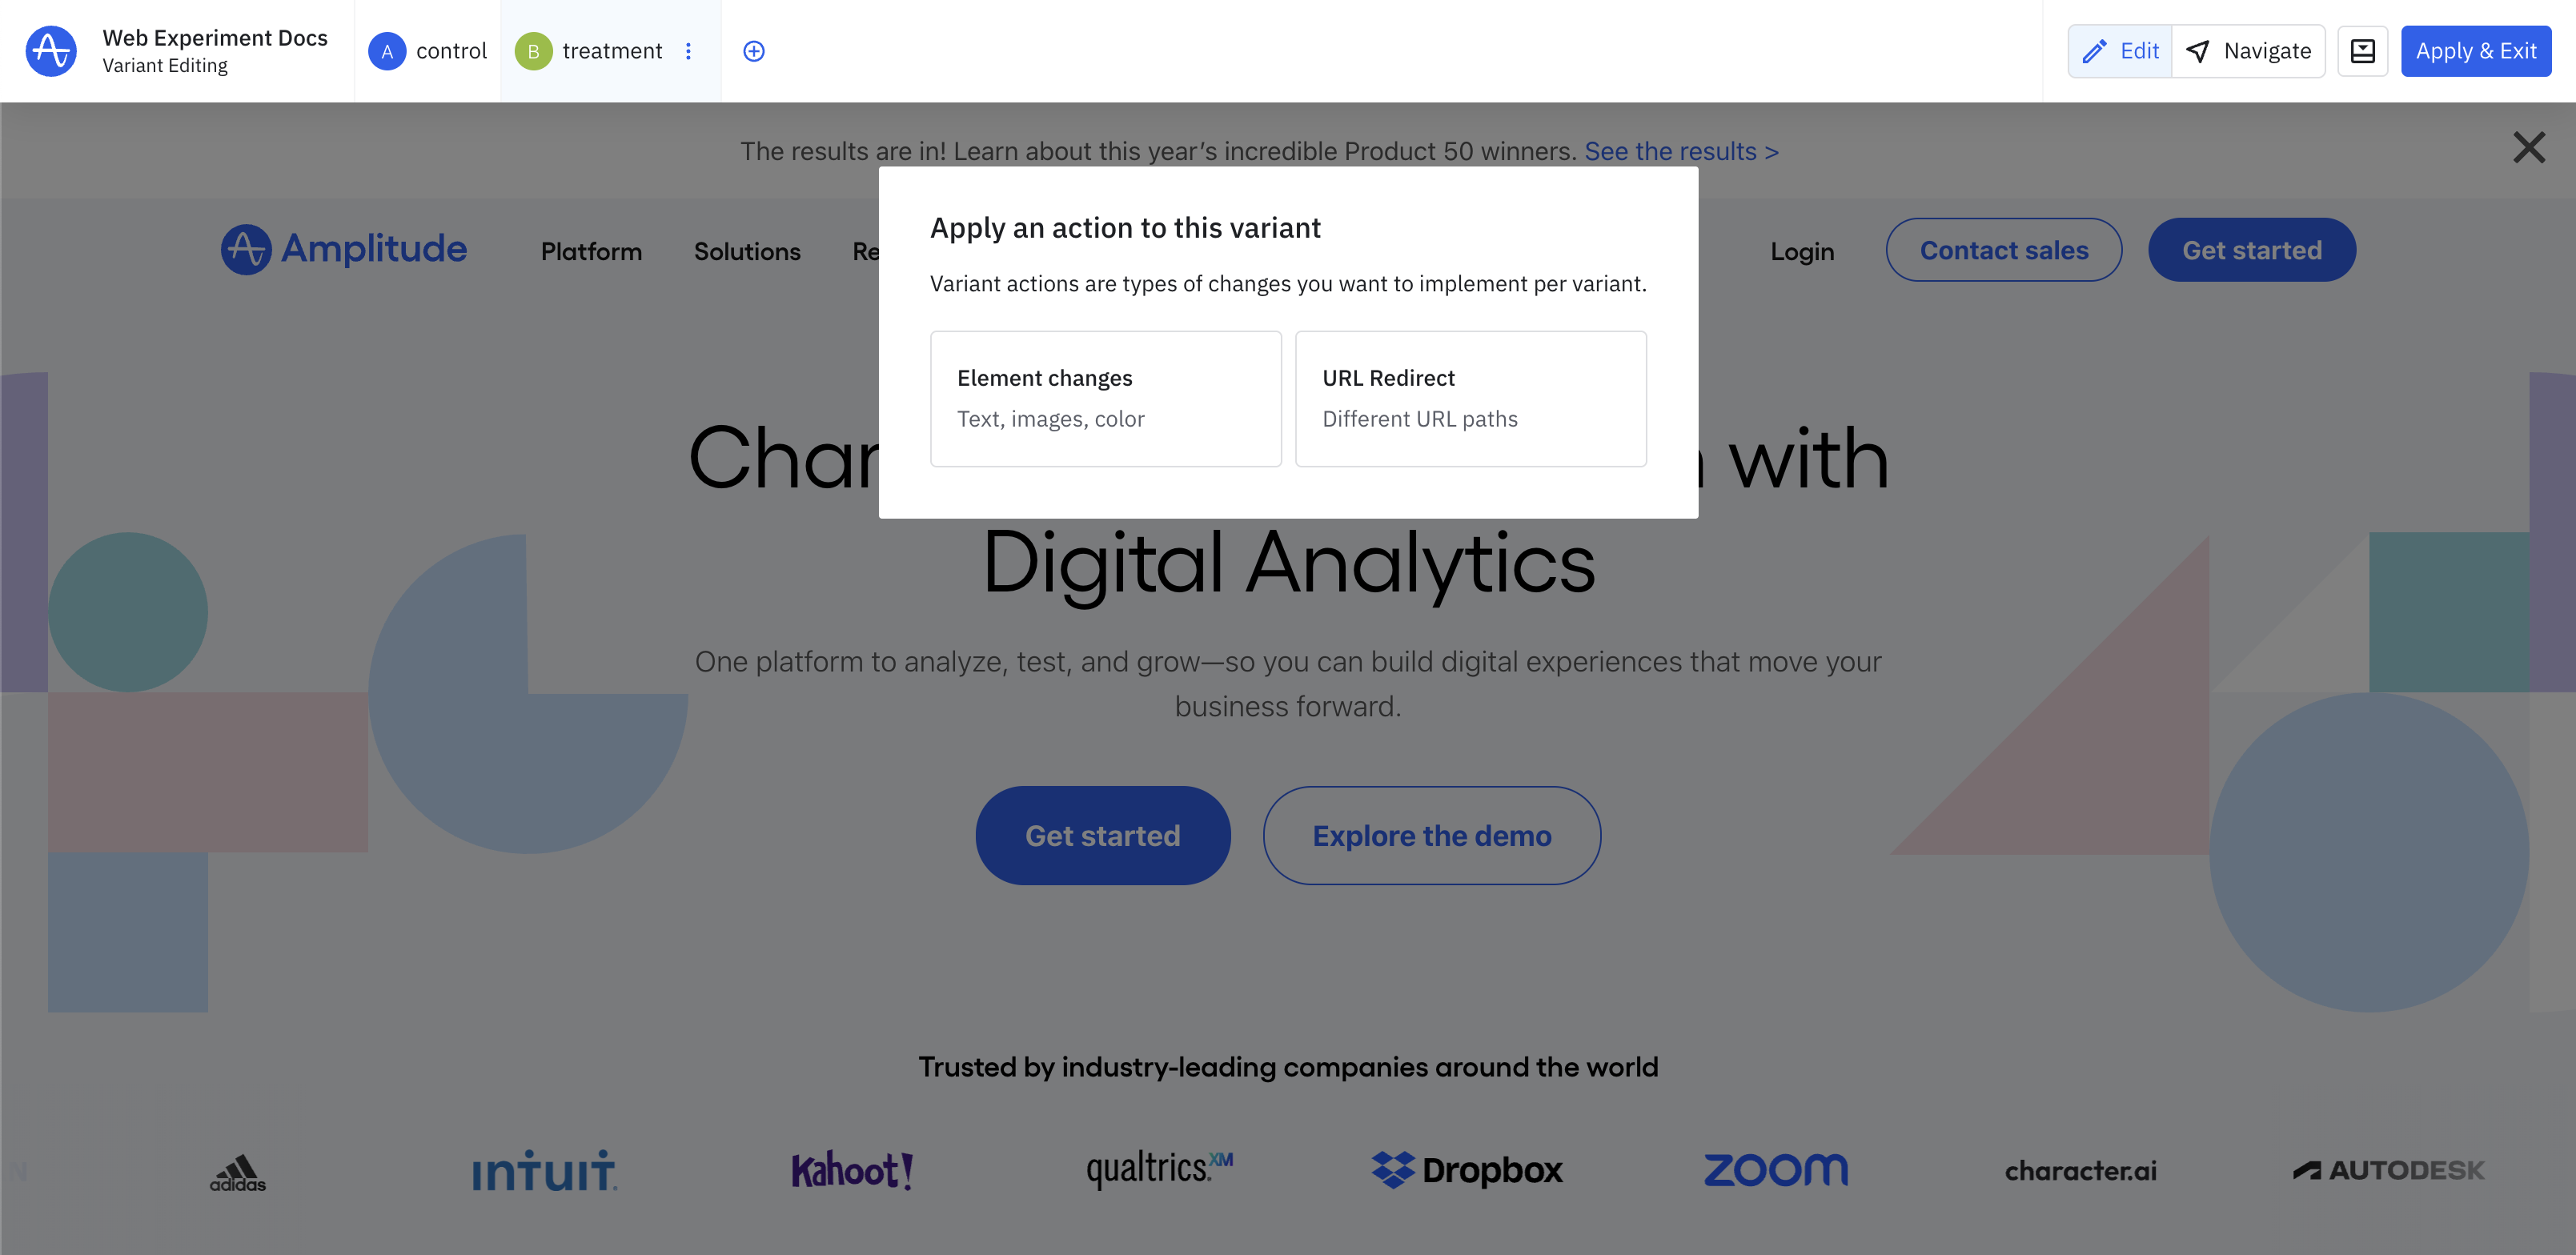 Web Experiment Docs
Variant Editing
A control
B treatment
Edit
Navigate
Apply & Exit
The results are in! Learn about this year’s incredible Product 50 winners. See the results >
Amplitude
Platform
Solutions
Login
Contact sales
Get started
Apply an action to this variant
Variant actions are types of changes you want to implement per variant.
Element changes
Text, images, color
URL Redirect
Different URL paths
with
Digital Analytics
One platform to analyze, test, and grow—so you can build digital experiences that move your
business forward.
Get started
Explore the demo
Trusted by industry-leading companies around the world
adidas
intuit.
Kahoot!
qualtrics.XM
Dropbox
zoom
character.ai
AUTODESK